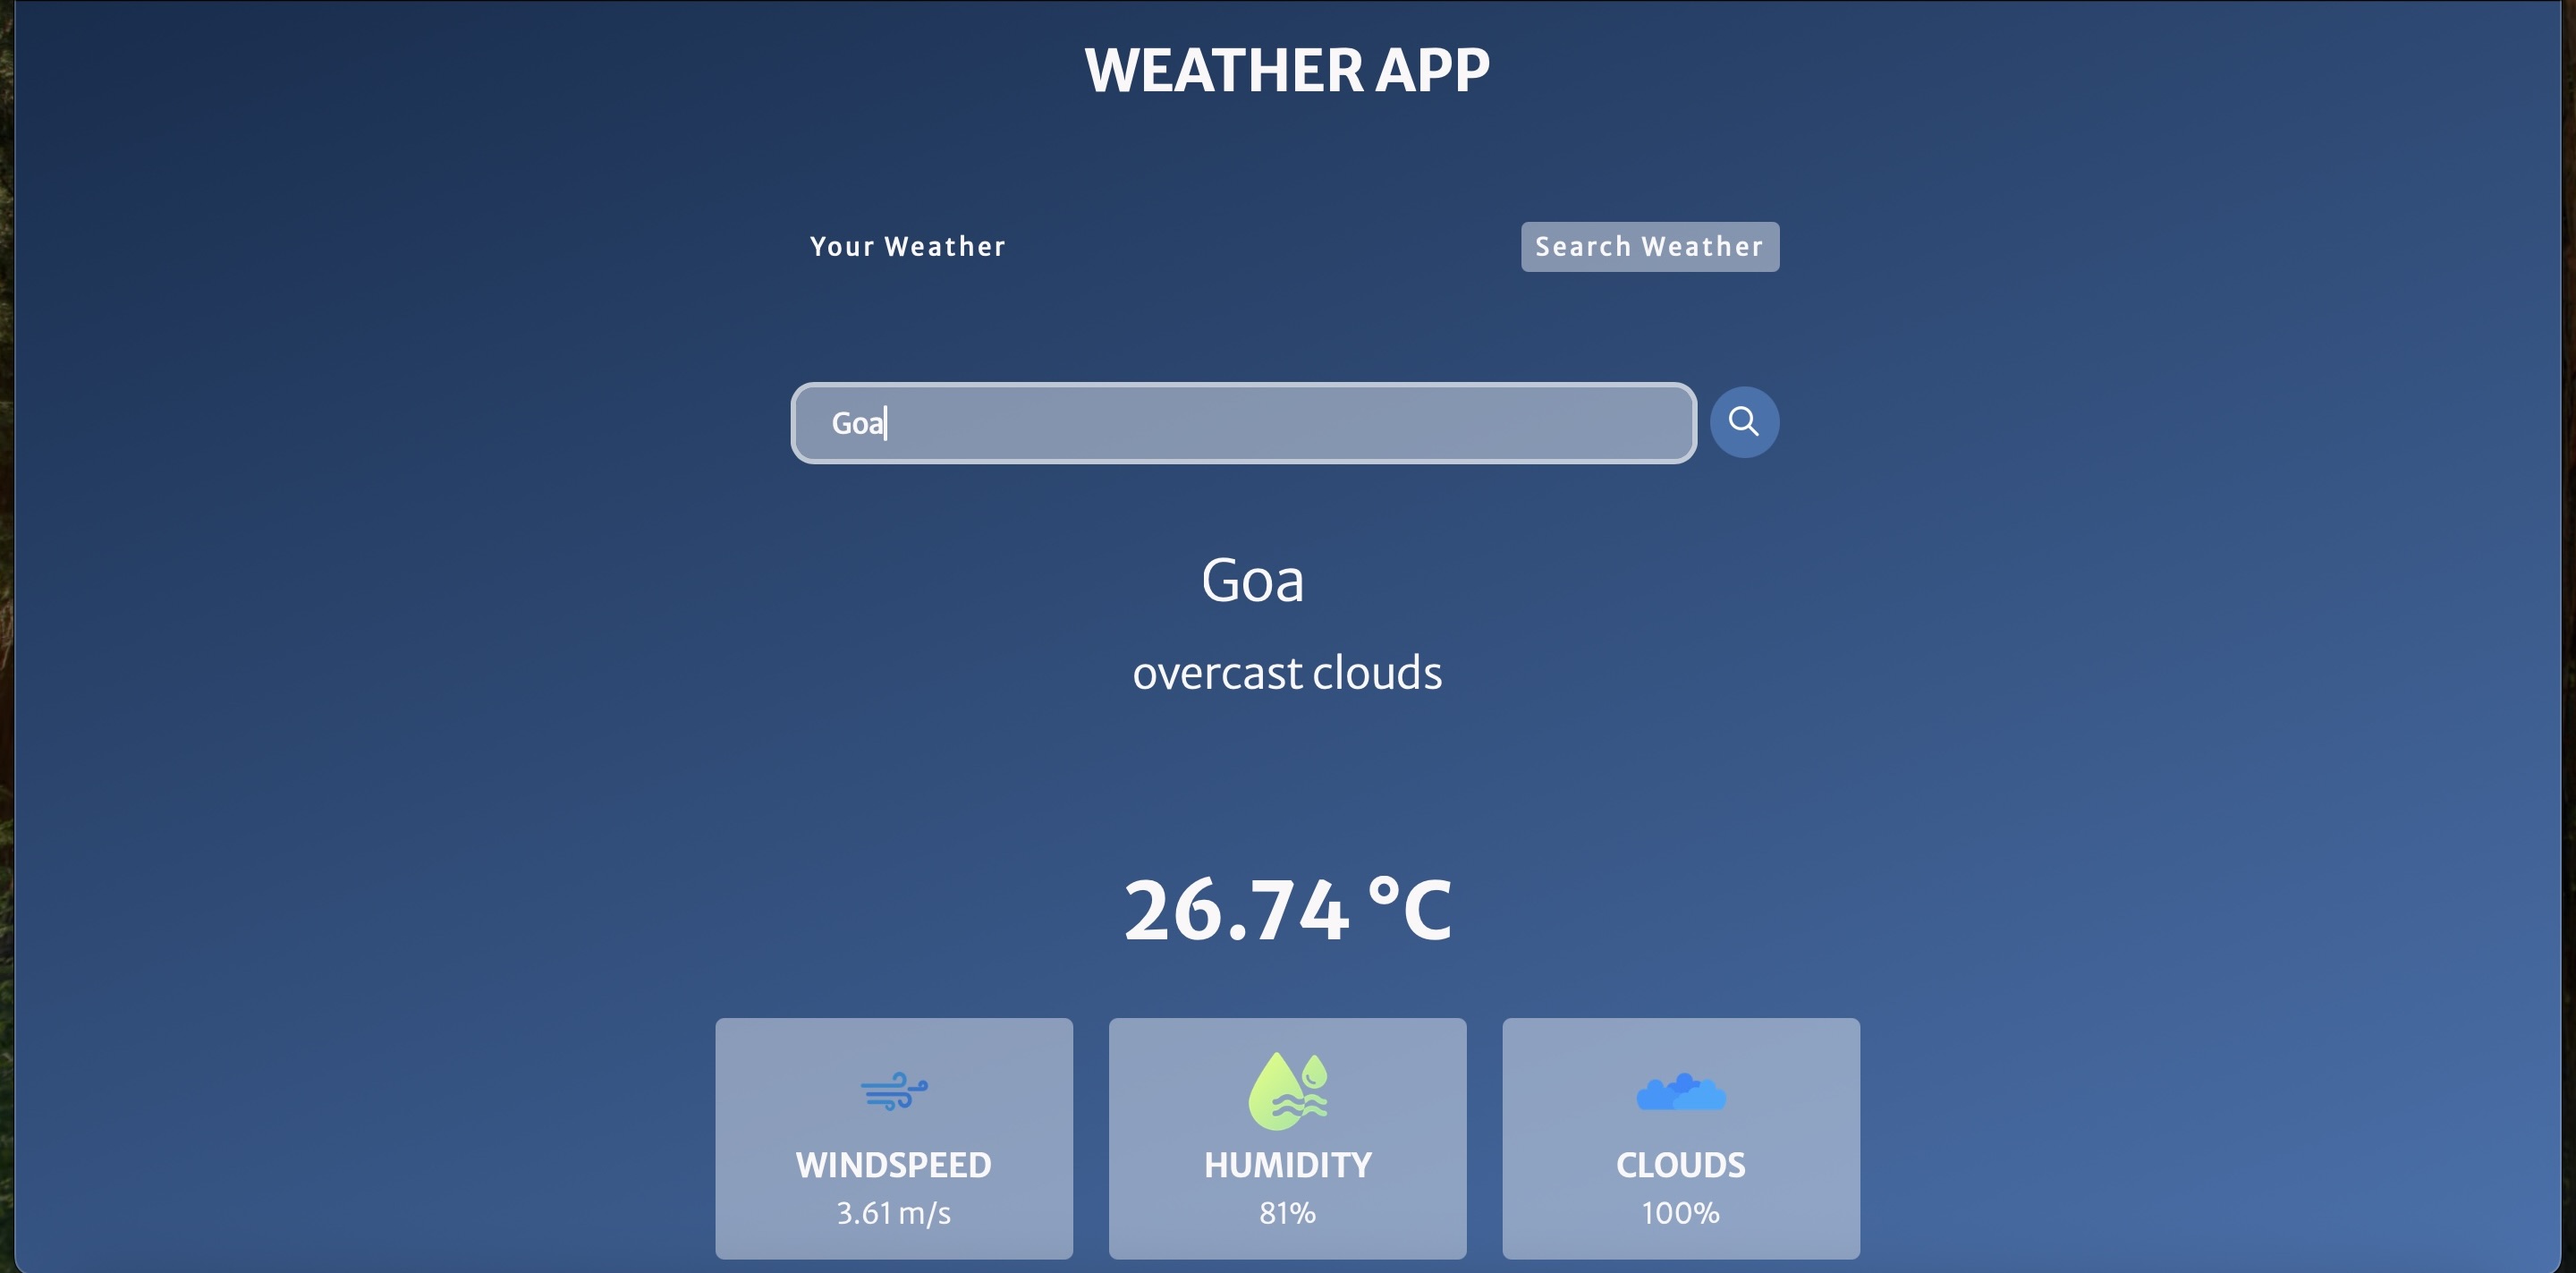 WEATHER APP
Your Weather
Search Weather
Goa
Goa
overcast clouds
26.74 °C
WINDSPEED
3.61 m/s
HUMIDITY
81%
CLOUDS
100%